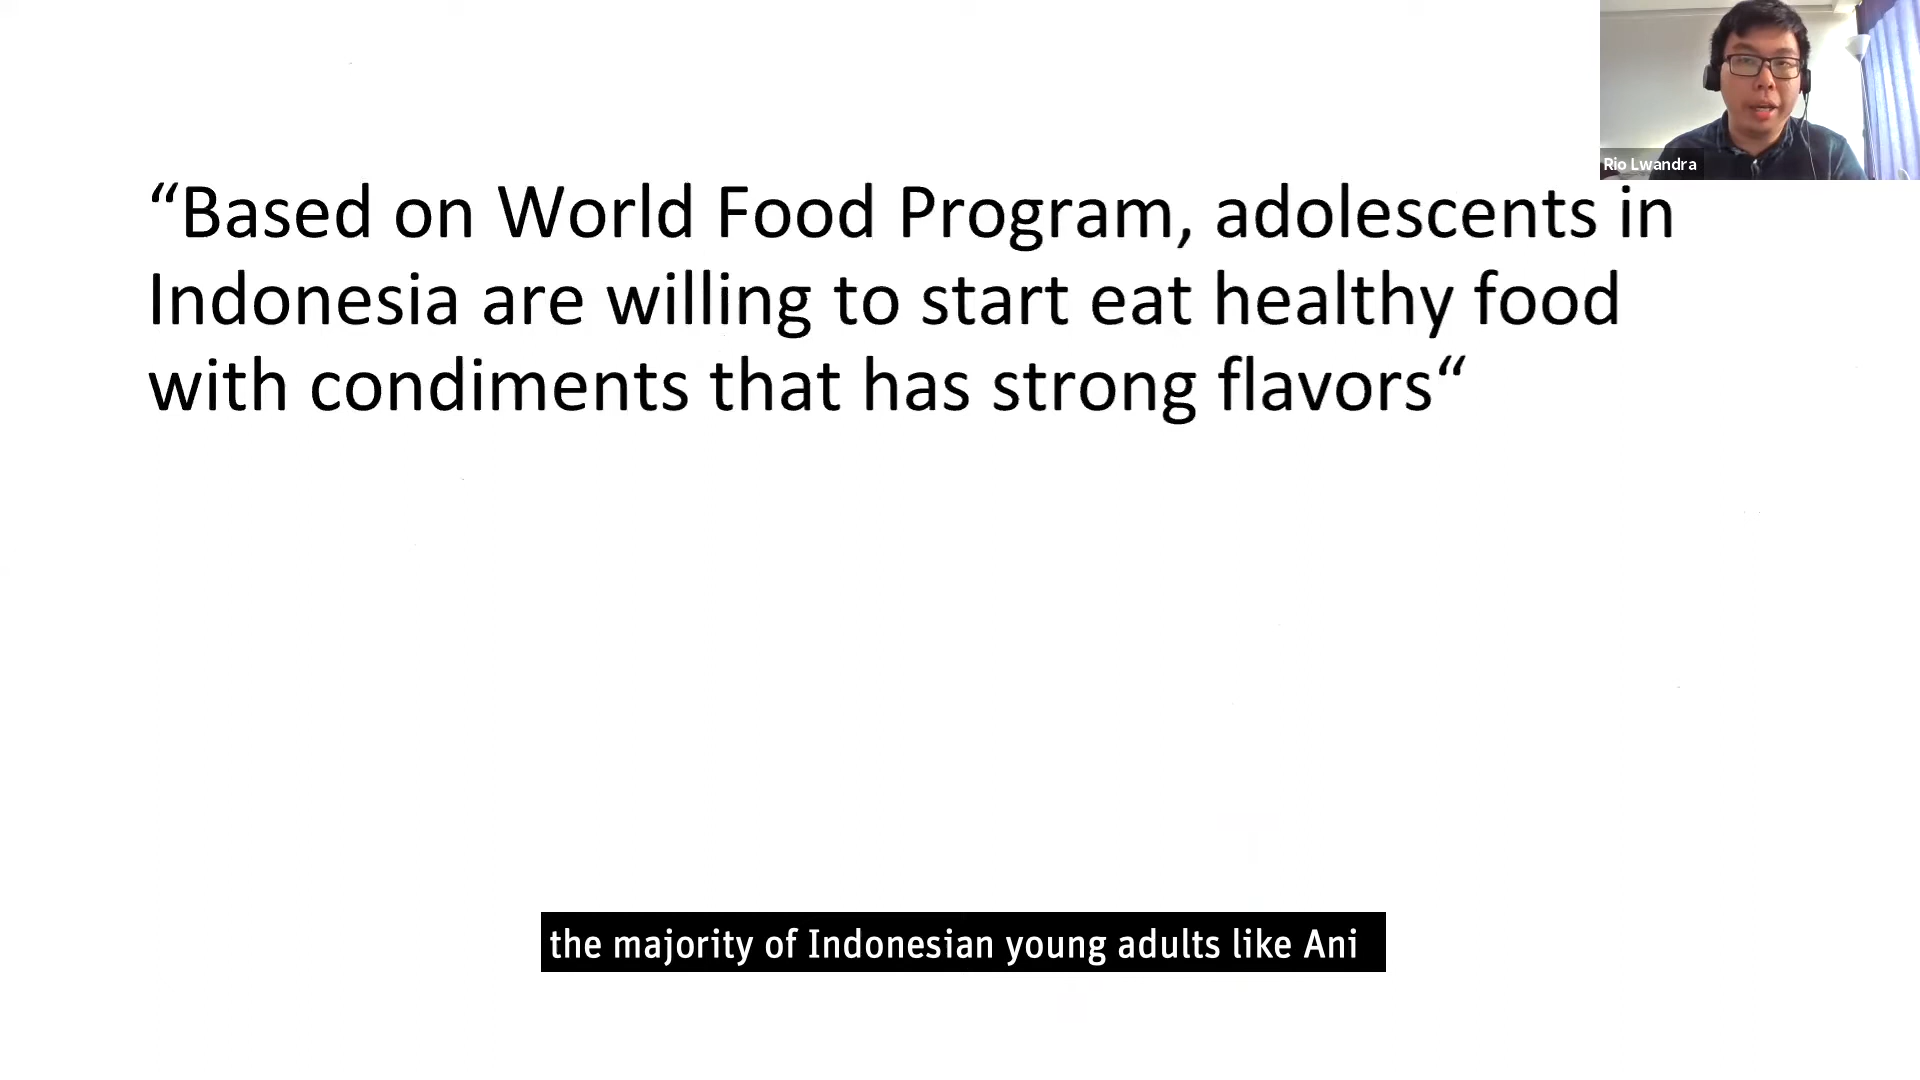 Rio Lwandra
“Based on World Food Program, adolescents in
Indonesia are willing to start eat healthy food
with condiments that has strong flavors“
the majority of Indonesian young adults like Ani